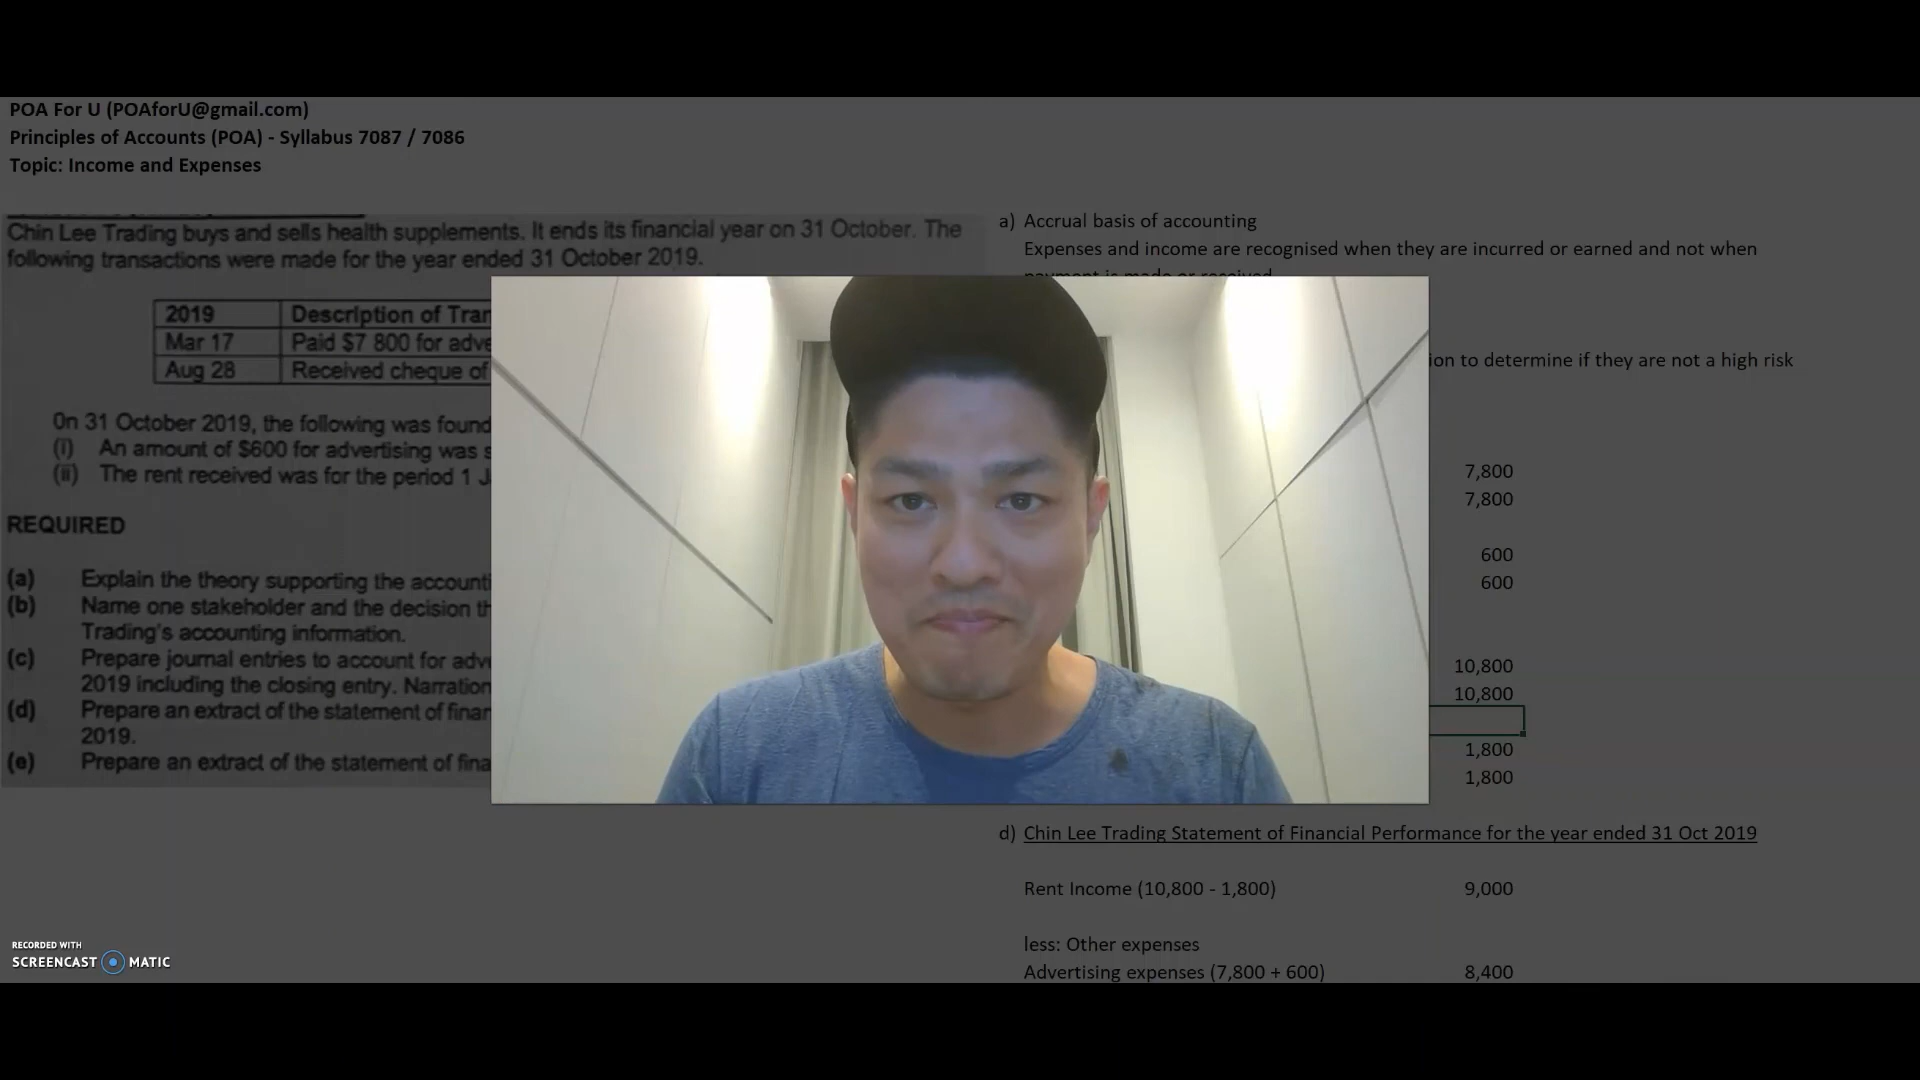 POA For U (POAforU@gmail.com)
Principles of Accounts (POA) - Syllabus 7087 / 7086
Topic: Income and Expenses
Chin Lee Trading buys and sells health supplements. It ends its financial year on 31 October. The
following transactions were made for the year ended 31 October 2019.
2019 Description of Tran
Mar 17 Paid $7 800 for adve
Aug 28 Received cheque of
On 31 October 2019, the following was found
(i) An amount of $600 for advertising was s
(ii) The rent received was for the period 1 J
REQUIRED
(a) Explain the theory supporting the accounti
(b) Name one stakeholder and the decision th
Trading's accounting information.
(c) Prepare journal entries to account for adve
2019 including the closing entry. Narration
(d) Prepare an extract of the statement of finan
2019.
(e) Prepare an extract of the statement of fina
a) Accrual basis of accounting
Expenses and income are recognised when they are incurred or earned and not when
payment is made or received
ion to determine if they are not a high risk
7,800
7,800
600
600
10,800
10,800
1,800
1,800
d) Chin Lee Trading Statement of Financial Performance for the year ended 31 Oct 2019
Rent Income (10,800 - 1,800) 9,000
less: Other expenses
Advertising expenses (7,800 + 600) 8,400
RECORDED WITH
SCREENCAST MATIC